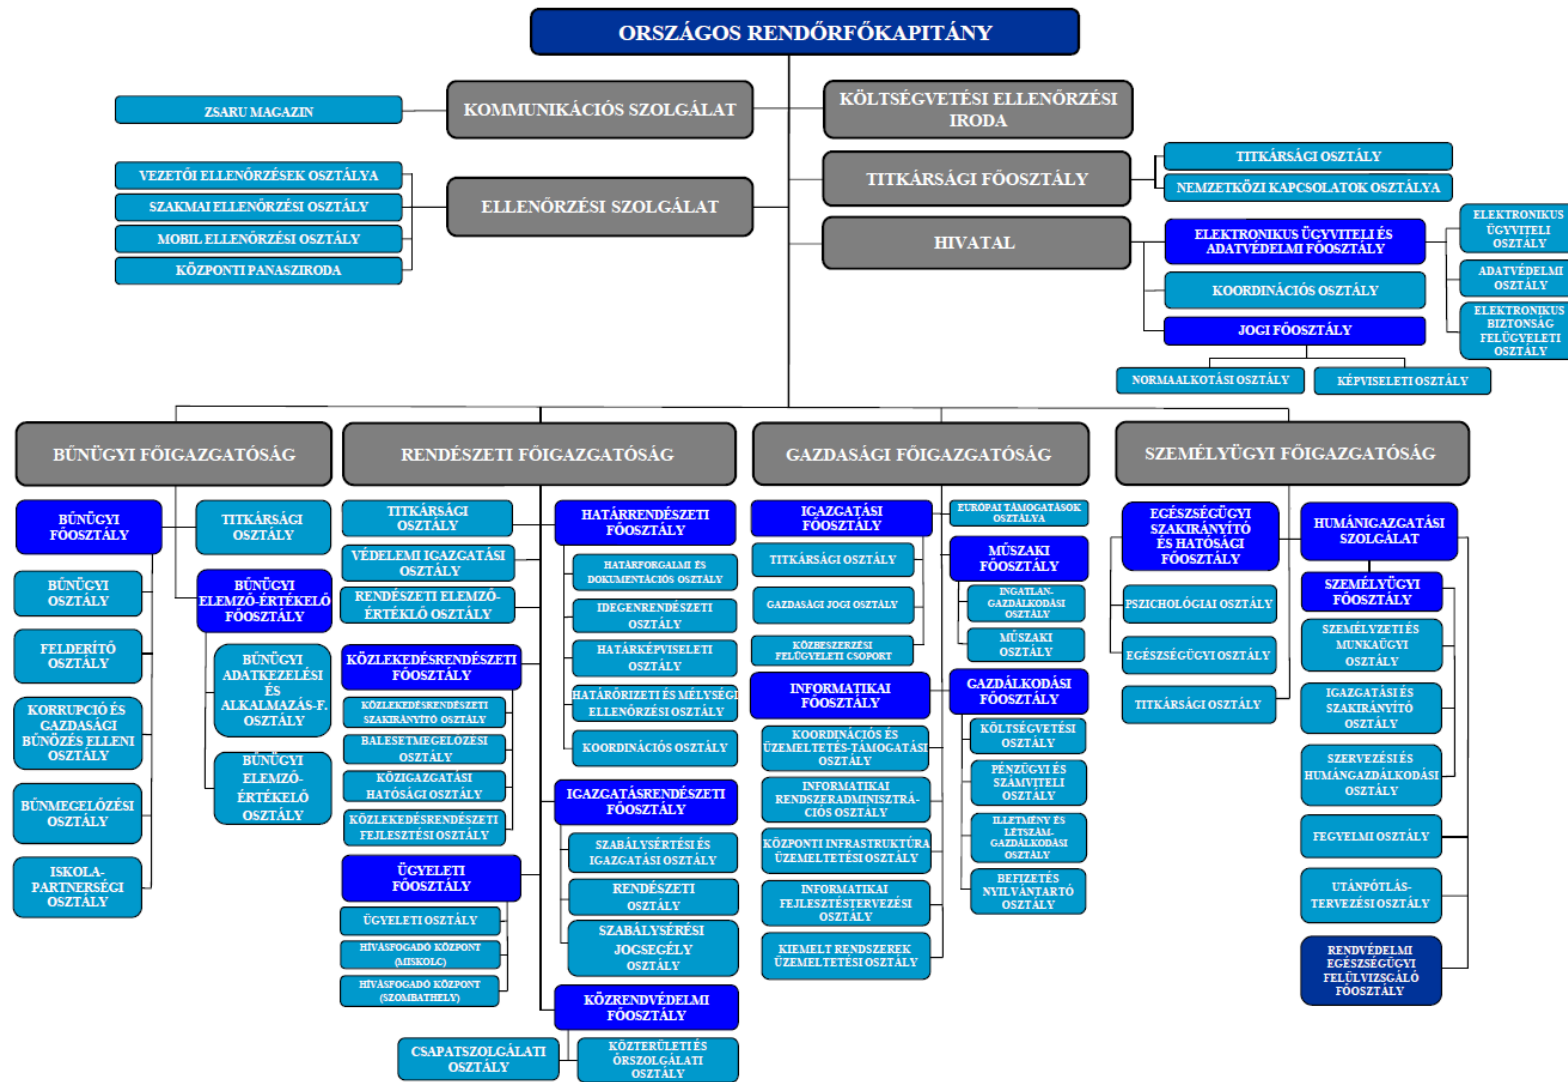 ORSZÁGOS RENDŐRFŐKAPITÁNY
KOMMUNIKÁCIÓS SZOLGÁLAT
ZSARU MAGAZIN
KÖLTSÉGVETÉSI ELLENŐRZÉSI
IRODA
ELLENŐRZÉSI SZOLGÁLAT
VEZETŐI ELLENŐRZÉSEK OSZTÁLYA
SZAKMAI ELLENŐRZÉSI OSZTÁLY
MOBIL ELLENŐRZÉSI OSZTÁLY
KÖZPONTI PANASZIRODA
TITKÁRSÁGI FŐOSZTÁLY
TITKÁRSÁGI OSZTÁLY
NEMZETKÖZI KAPCSOLATOK OSZTÁLYA
HIVATAL
ELEKTRONIKUS ÜGYVITELI ÉS
ADATVÉDELMI FŐOSZTÁLY
ELEKTRONIKUS
ÜGYVITELI
OSZTÁLY
ADATVÉDELMI
OSZTÁLY
ELEKTRONIKUS
BIZTONSÁG
FELÜGYELETI
OSZTÁLY
KOORDINÁCIÓS OSZTÁLY
JOGI FŐOSZTÁLY
NORMAALKOTÁSI OSZTÁLY
KÉPVISELETI OSZTÁLY
BŰNÜGYI FŐIGAZGATÓSÁG
BŰNÜGYI
FŐOSZTÁLY
BŰNÜGYI
OSZTÁLY
FELDERÍTŐ
OSZTÁLY
KORRUPCIÓ ÉS
GAZDASÁGI
BŰNÖZÉS ELLENI
OSZTÁLY
BŰNMEGELŐZÉSI
OSZTÁLY
ISKOLA-
PARTNERSÉGI
OSZTÁLY
TITKÁRSÁGI
OSZTÁLY
BŰNÜGYI
ELEMZŐ-ÉRTÉKELŐ
FŐOSZTÁLY
BŰNÜGYI
ADATKEZELÉSI
ÉS
ALKALMAZÁS-F.
OSZTÁLY
BŰNÜGYI
ELEMZŐ-
ÉRTÉKELŐ
OSZTÁLY
RENDÉSZETI FŐIGAZGATÓSÁG
TITKÁRSÁGI
OSZTÁLY
VÉDELEMI IGAZGATÁSI
OSZTÁLY
RENDÉSZETI ELEMZŐ-
ÉRTÉKLŐ OSZTÁLY
KÖZLEKEDÉSRENDÉSZETI
FŐOSZTÁLY
KÖZLEKEDÉSRENDÉSZETI
SZAKIRÁNYÍTÓ OSZTÁLY
BALESETMEGELŐZÉSI
OSZTÁLY
KÖZIGAZGATÁSI
HATÓSÁGI OSZTÁLY
KÖZLEKEDÉSRENDÉSZETI
FEJLESZTÉSI OSZTÁLY
ÜGYELETI
FŐOSZTÁLY
ÜGYELETI OSZTÁLY
HÍVÁSFOGADÓ KÖZPONT
(MISKOLC)
HÍVÁSFOGADÓ KÖZPONT
(SZOMBATHELY)
HATÁRRENDÉSZETI
FŐOSZTÁLY
HATÁRFORGALMI ÉS
DOKUMENTÁCIÓS OSZTÁLY
IDEGENRENDÉSZETI
OSZTÁLY
HATÁRKÉPVISELETI
OSZTÁLY
HATÁRŐRIZETI ÉS MÉLYSÉGI
ELLENŐRZÉSI OSZTÁLY
KOORDINÁCIÓS OSZTÁLY
IGAZGATÁSRENDÉSZETI
FŐOSZTÁLY
SZABÁLYSÉRTÉSI ÉS
IGAZGATÁSI OSZTÁLY
RENDÉSZETI
OSZTÁLY
SZABÁLYSÉRÉSI
JOGSEGÉLY
OSZTÁLY
KÖZRENDVÉDELMI
FŐOSZTÁLY
CSAPATSZOLGÁLATI
OSZTÁLY
KÖZTERÜLETI ÉS
ŐRSZOLGÁLATI
OSZTÁLY
GAZDASÁGI FŐIGAZGATÓSÁG
IGAZGATÁSI
FŐOSZTÁLY
TITKÁRSÁGI OSZTÁLY
GAZDASÁGI JOGI OSZTÁLY
KÖZBESZERZÉSI
FELÜGYELETI CSOPORT
INFORMATIKAI
FŐOSZTÁLY
KOORDINÁCIÓS ÉS
ÜZEMELTETÉS-TÁMOGATÁSI
OSZTÁLY
INFORMATIKAI
RENDSZERADMINISZTRÁ-
CIÓS OSZTÁLY
KÖZPONTI INFRASTRUKTÚRA
ÜZEMELTETÉSI OSZTÁLY
INFORMATIKAI
FEJLESZTÉSTERVEZÉSI
OSZTÁLY
KIEMELT RENDSZEREK
ÜZEMELTETÉSI OSZTÁLY
EURÓPAI TÁMOGATÁSOK
OSZTÁLYA
MŰSZAKI
FŐOSZTÁLY
INGATLAN-
GAZDÁLKODÁSI
OSZTÁLY
MŰSZAKI
OSZTÁLY
GAZDÁLKODÁSI
FŐOSZTÁLY
KÖLTSÉGVETÉSI
OSZTÁLY
PÉNZÜGYI ÉS
SZÁMVITELI
OSZTÁLY
ILLETMÉNY ÉS
LÉTSZÁM-
GAZDÁLKODÁSI
OSZTÁLY
BEFIZETÉS
NYILVÁNTARTÓ
OSZTÁLY
SZEMÉLYÜGYI FŐIGAZGATÓSÁG
EGÉSZSÉGÜGYI
SZAKIRÁNYÍTÓ
ÉS HATÓSÁGI
FŐOSZTÁLY
PSZICHOLÓGIAI OSZTÁLY
EGÉSZSÉGÜGYI OSZTÁLY
TITKÁRSÁGI OSZTÁLY
HUMÁNIGAZGATÁSI
SZOLGÁLAT
SZEMÉLYÜGYI
FŐOSZTÁLY
SZEMÉLYZETI ÉS
MUNKAÜGYI
OSZTÁLY
IGAZGATÁSI ÉS
SZAKIRÁNYÍTÓ
OSZTÁLY
SZERVEZÉSI ÉS
HUMÁNGAZDÁLKODÁSI
OSZTÁLY
FEGYELMI OSZTÁLY
UTÁNPÓTLÁS-
TERVEZÉSI OSZTÁLY
RENDVÉDELMI
EGÉSZSÉGÜGYI
FELÜLVIZSGÁLÓ
FŐOSZTÁLY